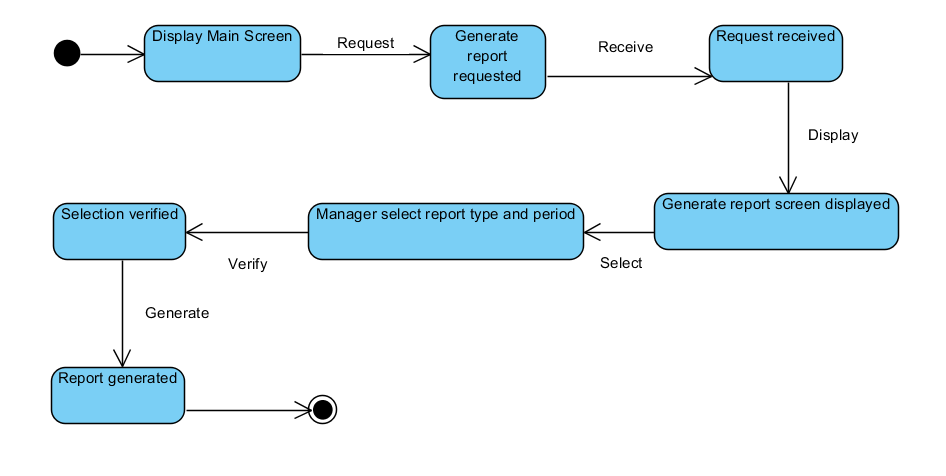 Display Main Screen
Request
Generate
report
requested
Receive
Request received
Display
Generate report screen displayed
Select
Manager select report type and period
Verify
Selection verified
Generate
Report generated